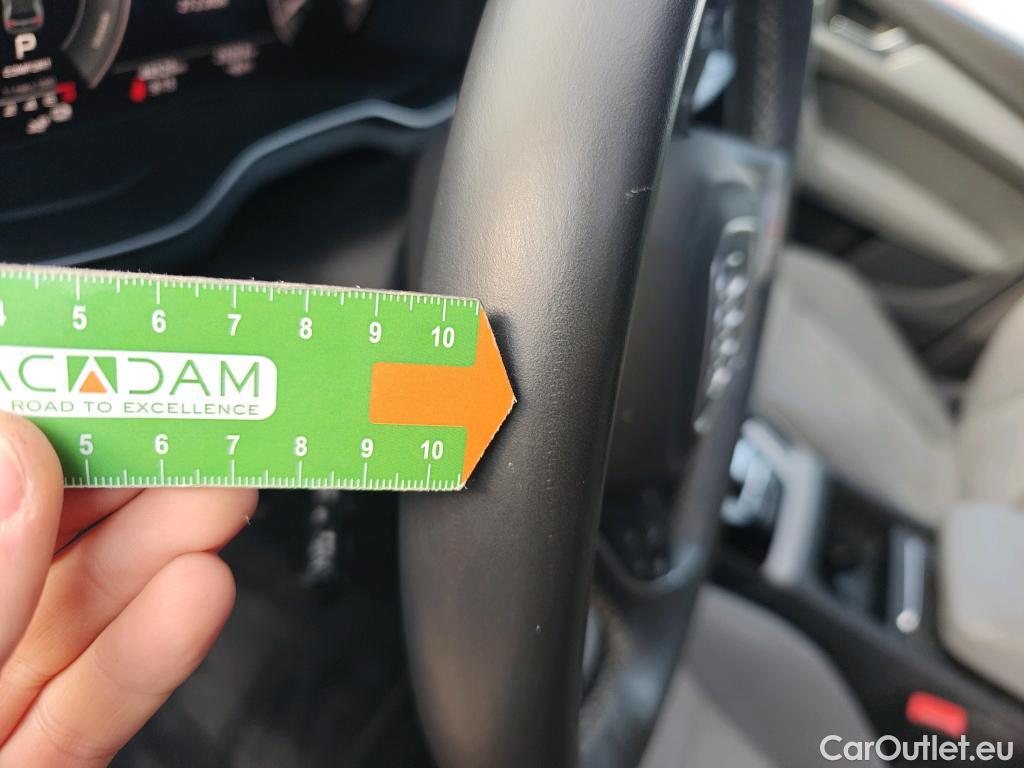 P
COMFORT
4 5 6 7 8 9 10
ACADAM
ROAD TO EXCELLENCE
5 6 7 8 9 10
CarOutlet.eu